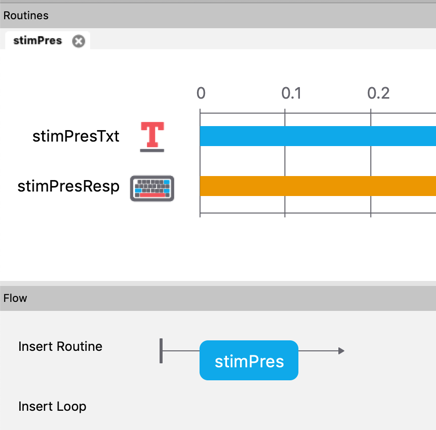 Routines
stimPres
0 0.1 0.2
stimPresTxt T
stimPresResp
Flow
Insert Routine
stimPres
Insert Loop